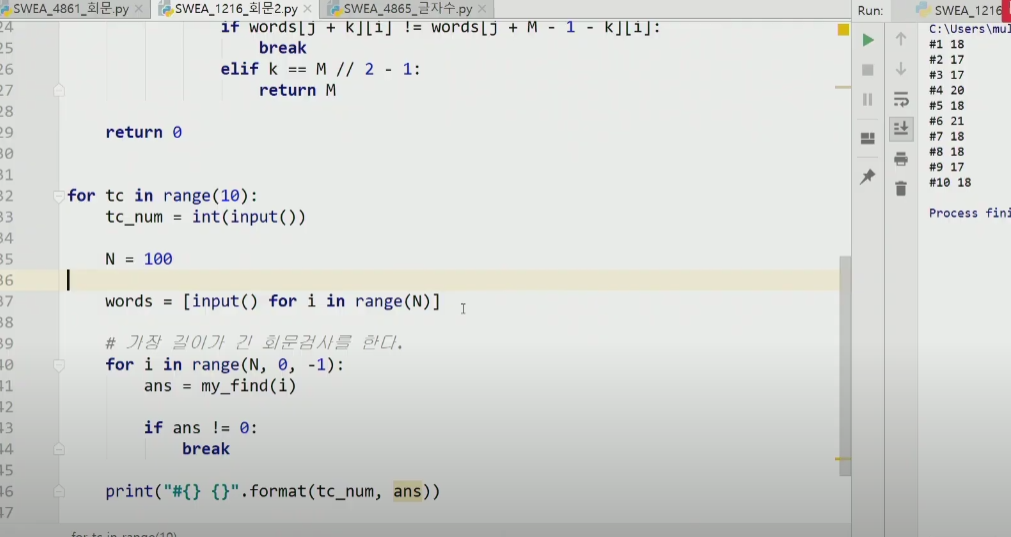 SWEA_4861_회문.py
SWEA_1216_회문2.py
SWEA_4865_글자수.py
24 if words[j + k][i] != words[j + M - 1 - k][i]:
25 break
26 elif k == M // 2 - 1:
27 return M
28
29 return 0
30
31
32 for tc in range(10):
33 tc_num = int(input())
34
35 N = 100
36
37 words = [input() for i in range(N)]
38
39 # 가장 길이가 긴 회문검사를 한다.
40 for i in range(N, 0, -1):
41 ans = my_find(i)
42
43 if ans != 0:
44 break
45
46 print("#{} {}".format(tc_num, ans))
47
for tc in range(10)
Run: SWEA_1216
C:\Users\mul
#1 18
#2 17
#3 17
#4 20
#5 18
#6 21
#7 18
#8 18
#9 17
#10 18
Process fini